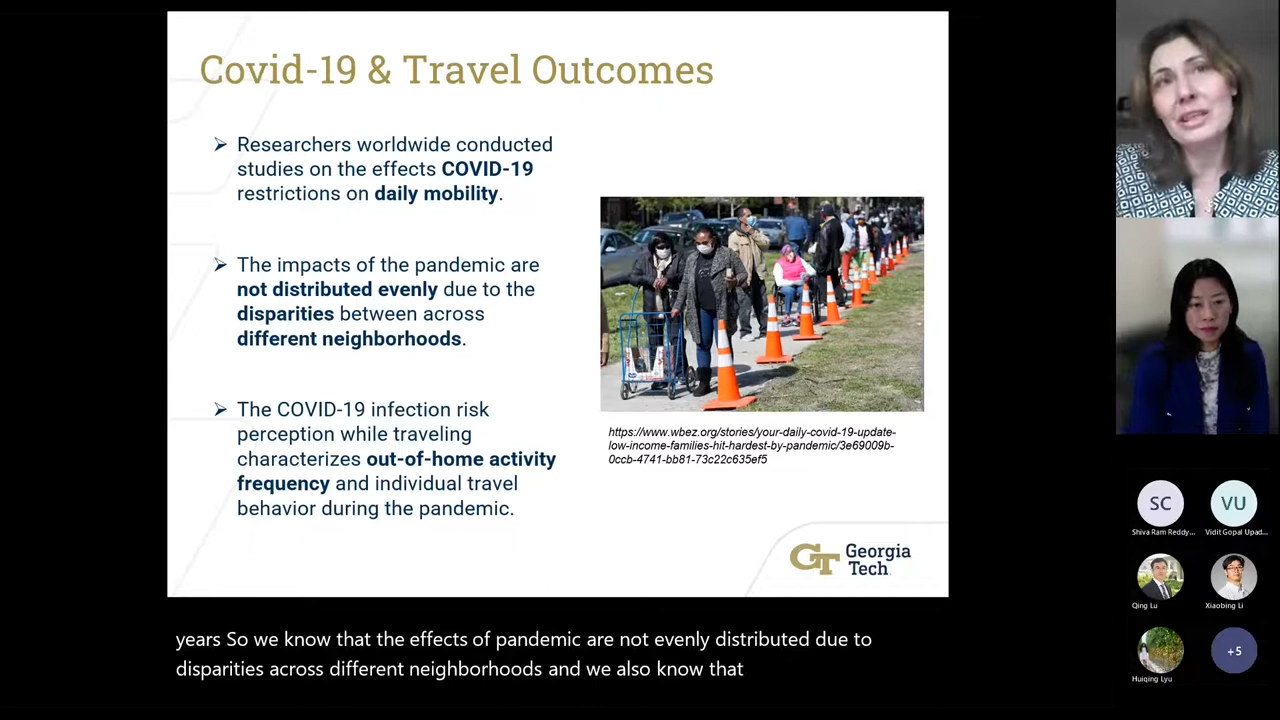 Covid-19 & Travel Outcomes
Researchers worldwide conducted
studies on the effects COVID-19
restrictions on daily mobility.
The impacts of the pandemic are
not distributed evenly due to the
disparities between across
different neighborhoods.
The COVID-19 infection risk
perception while traveling
characterizes out-of-home activity
frequency and individual travel
behavior during the pandemic.
https://www.wbez.org/stories/your-daily-covid-19-update-
low-income-families-hit-hardest-by-pandemic/3e69009b-
0ccb-4741-bb81-73c22c635ef5
GT Georgia
Tech
years So we know that the effects of pandemic are not evenly distributed due to
disparities across different neighborhoods and we also know that
SC
VU
Shiva Ram Reddy...
Vidit Gopal Upad...
Qing Lu
Xiaobing Li
Huiqing Lyu
+5